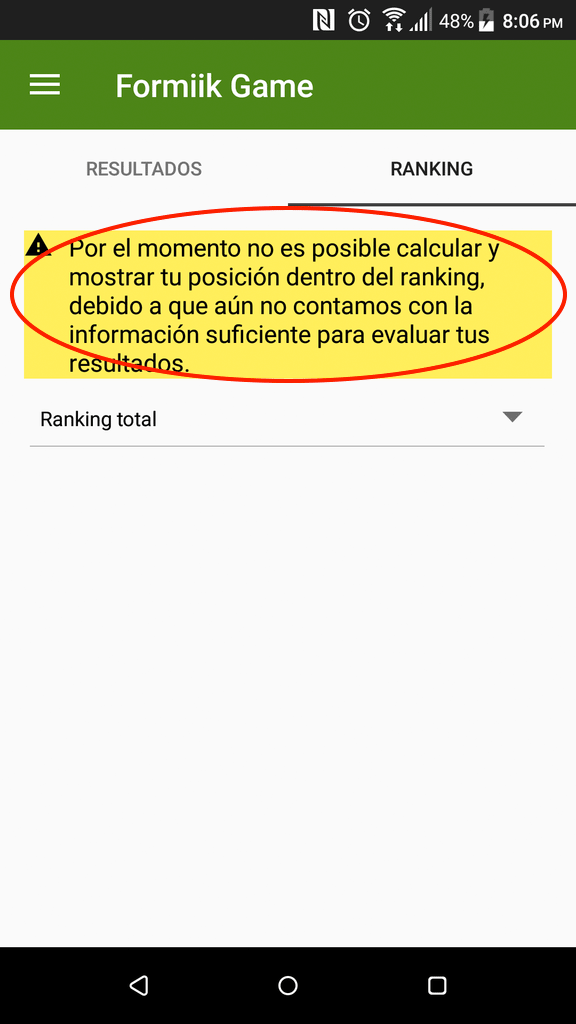 48% 8:06 PM
Formiik Game
RESULTADOS RANKING
Por el momento no es posible calcular y
mostrar tu posición dentro del ranking,
debido a que aún no contamos con la
información suficiente para evaluar tus
resultados.
Ranking total